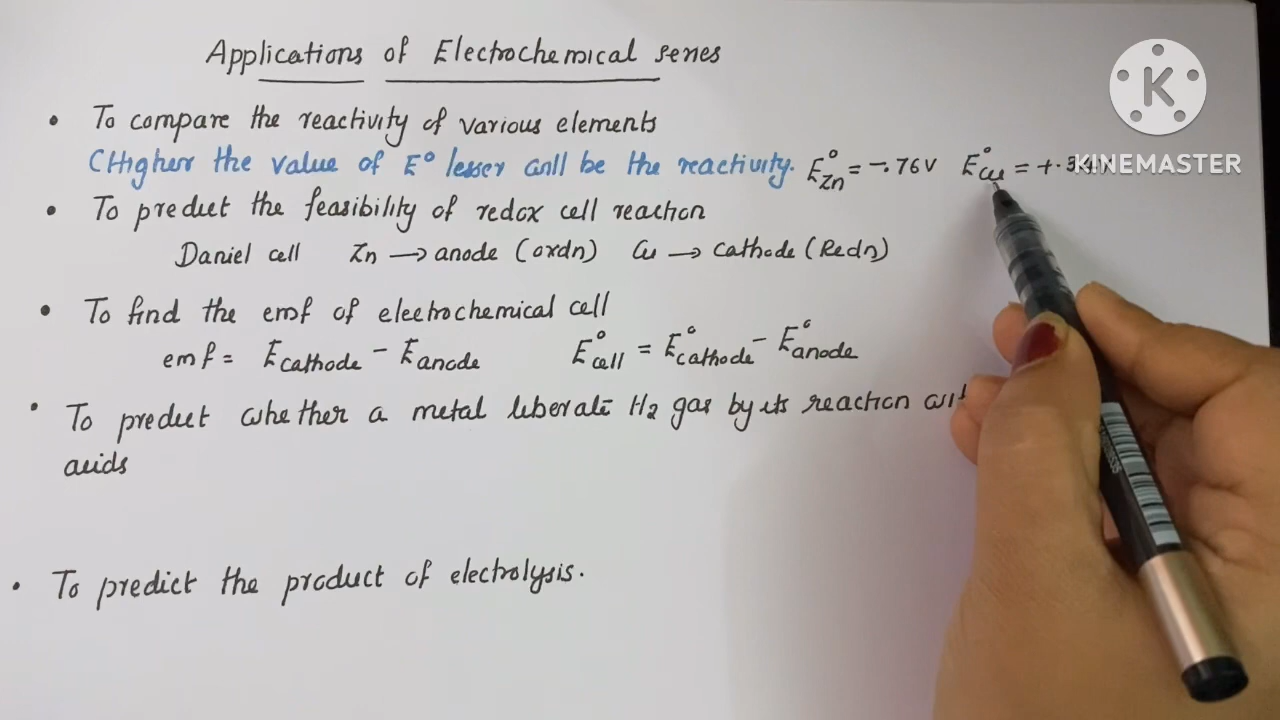 Applications of Electrochemical series
• To compare the reactivity of various elements
(Higher the value of E° lesser will be the reactivity. E°Zn = -.76V E°Cu = +.34V
• To predict the feasibility of redox cell reaction
Daniel cell Zn → anode (oxdn) Cu → cathode (Redn)
• To find the emf of electrochemical cell
emf = Ecathode - Eanode E°cell = E°cathode - E°anode
• To predict whether a metal liberate H2 gas by its reaction
acids
• To predict the product of electrolysis.
K
KINEMASTER